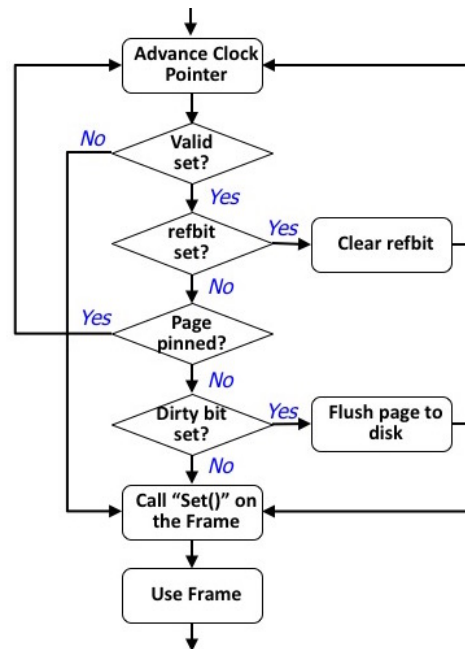 Advance Clock
Pointer
No
Valid
set?
Yes
refbit
set?
Yes
Clear refbit
No
Yes
Page
pinned?
No
Dirty bit
set?
Yes
Flush page to
disk
No
Call “Set()” on
the Frame
Use Frame